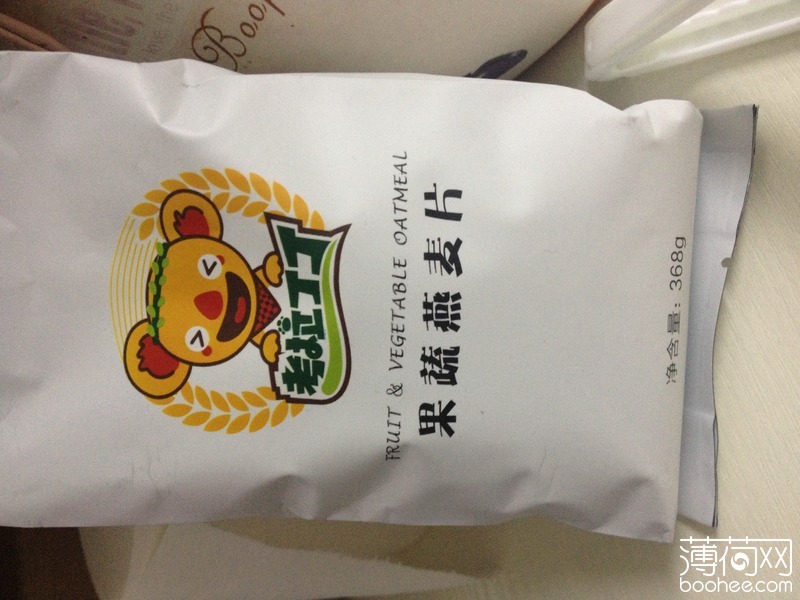 考拉丁丁
FRUIT & VEGETABLE OATMEAL
果蔬燕麦片
净含量：368g
薄荷网
boohee.com